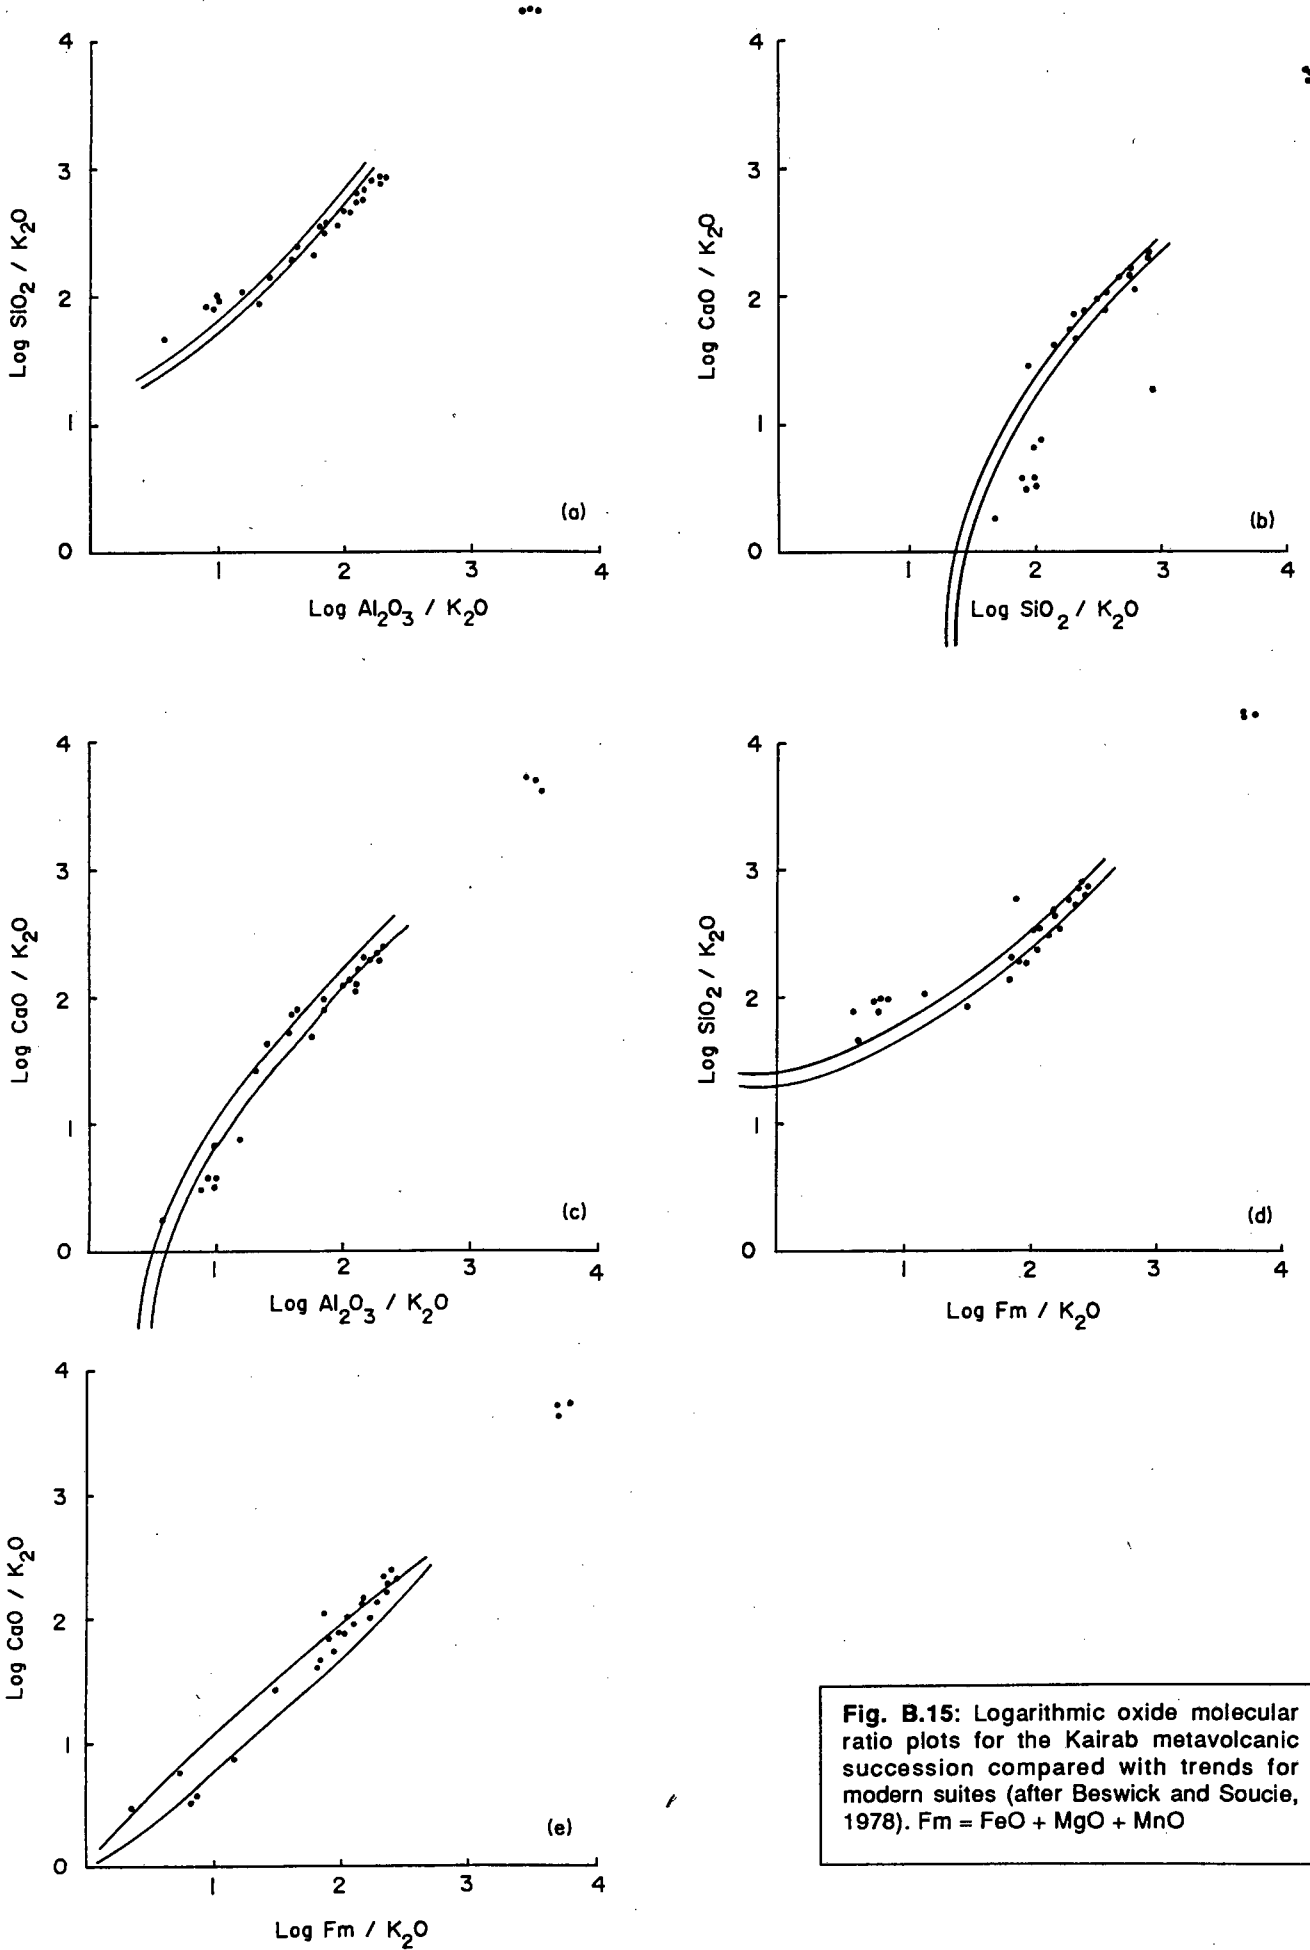 4
3
2
1
0
Log SiO2 / K2O
1 2 3 4
Log Al2O3 / K2O
(a)
4
3
2
1
0
Log CaO / K2O
1 2 3 4
Log SiO2 / K2O
(b)
4
3
2
1
0
Log CaO / K2O
1 2 3 4
Log Al2O3 / K2O
(c)
4
3
2
1
0
Log SiO2 / K2O
1 2 3 4
Log Fm / K2O
(d)
4
3
2
1
0
Log CaO / K2O
1 2 3 4
Log Fm / K2O
(e)
Fig. B.15: Logarithmic oxide molecular
ratio plots for the Kairab metavolcanic
succession compared with trends for
modern suites (after Beswick and Soucie,
1978). Fm = FeO + MgO + MnO